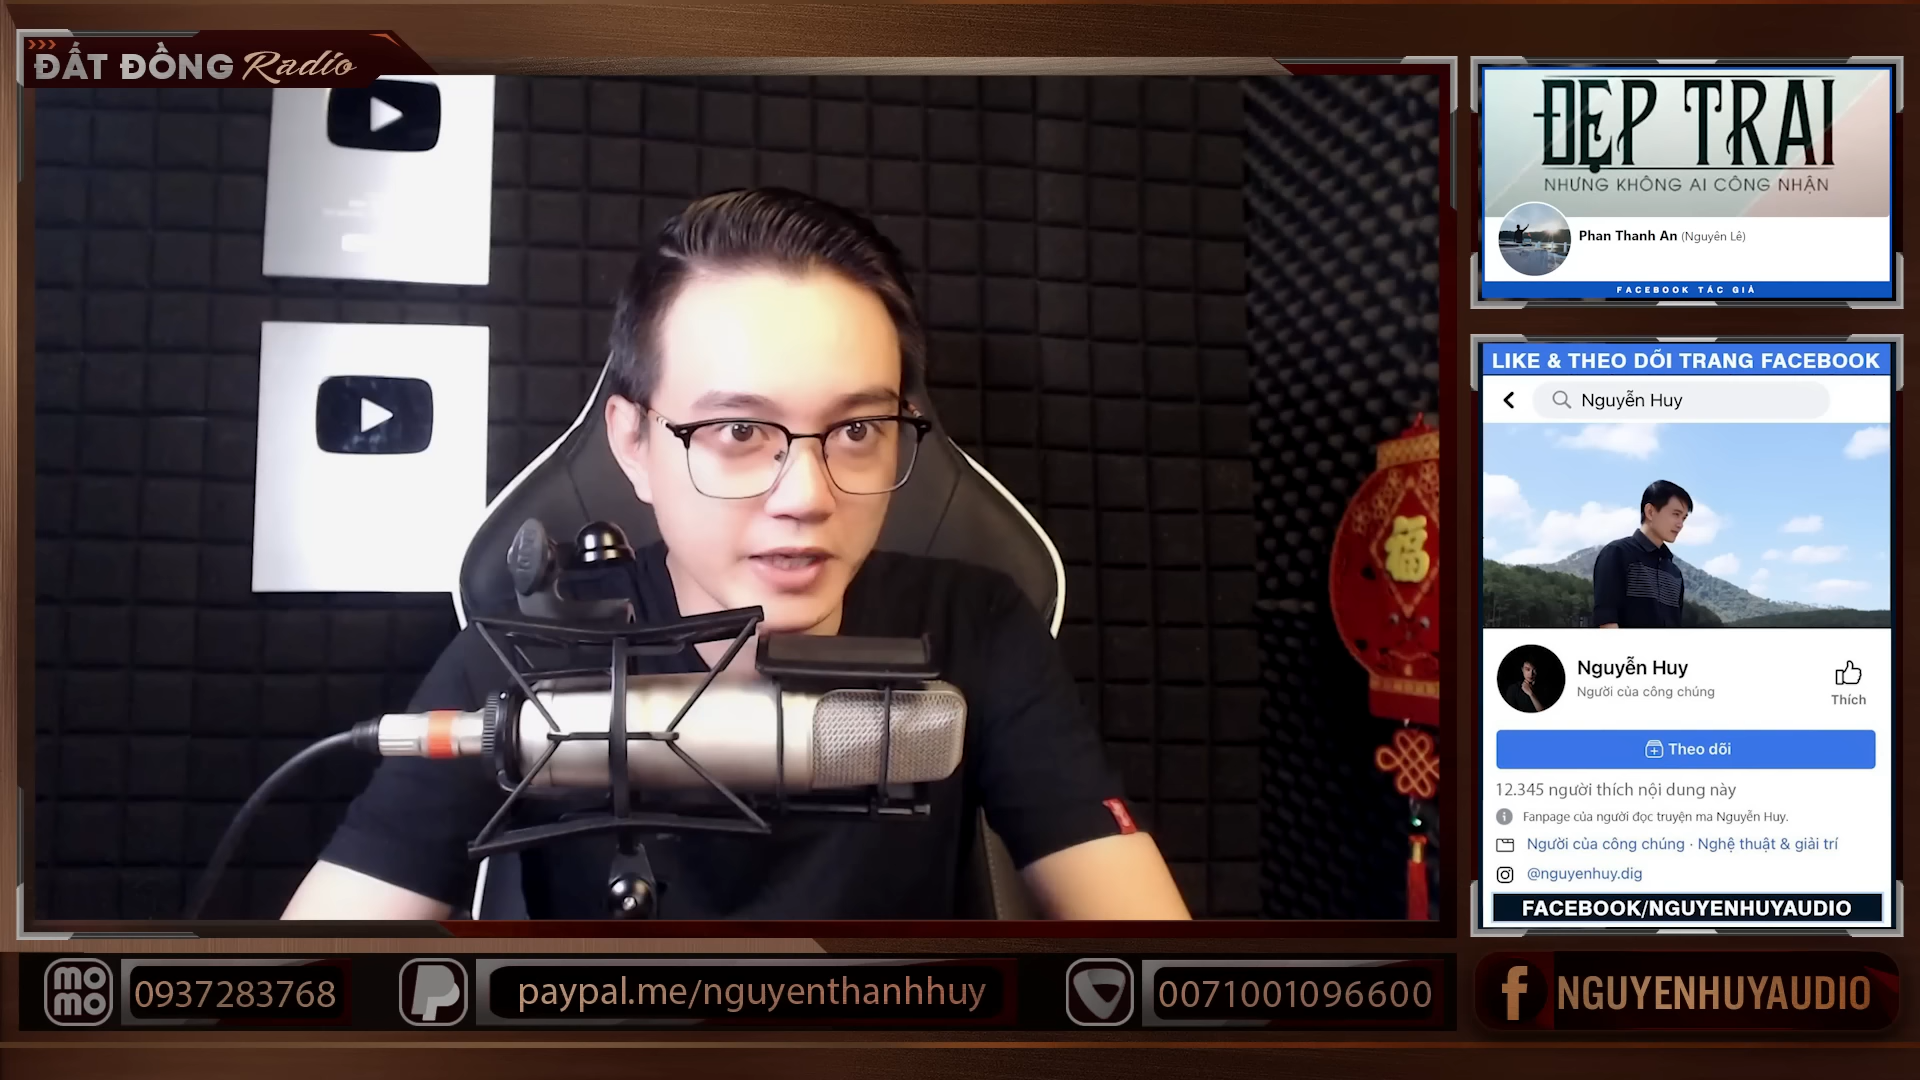 ĐẤT ĐỒNG Radio
ĐẸP TRAI
NHƯNG KHÔNG AI CÔNG NHẬN
Phan Thanh An (Nguyên Lê)
FACEBOOK TÁC GIẢ
LIKE & THEO DÕI TRANG FACEBOOK
Nguyễn Huy
福
Nguyễn Huy
Người của công chúng
Thích
Theo dõi
12.345 người thích nội dung này
Fanpage của người đọc truyện ma Nguyễn Huy.
Người của công chúng · Nghệ thuật & giải trí
@nguyenhuy.dig
FACEBOOK/NGUYENHUYAUDIO
MOMO
0937283768
paypal.me/nguyenthanhhuy
0071001096600
NGUYENHUYAUDIO